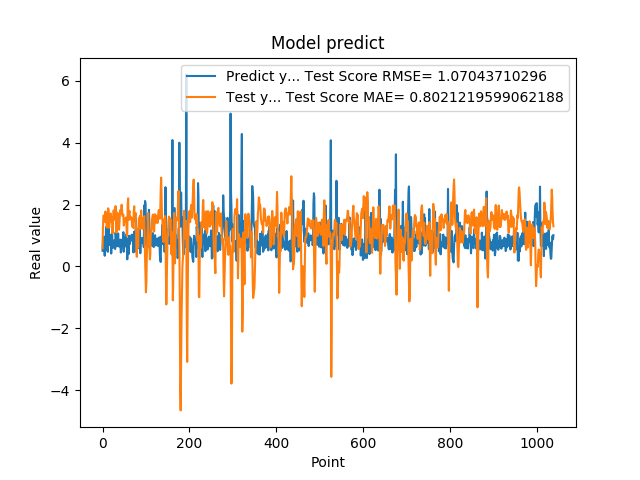 Model predict
Predict y... Test Score RMSE= 1.07043710296
Test y... Test Score MAE= 0.8021219599062188
6
4
2
0
−2
−4
Real value
0 200 400 600 800 1000
Point